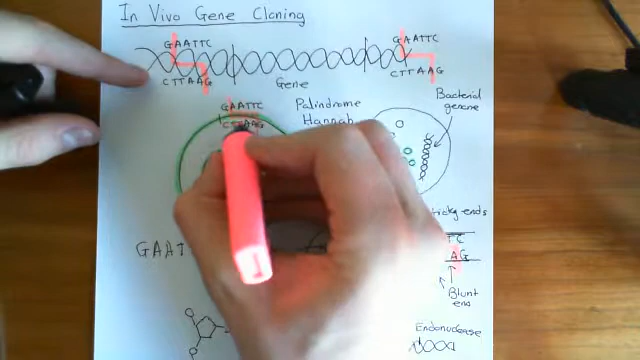 In Vivo Gene Cloning
GAATTC
GAATTC
CTTAAG
CTTAAG
Gene
Bacterial
genome
GAATTC
CTTAAG
Palindrome
Hannah
ends
GAAT
TC
AG
Blunt
end
Endonuclease